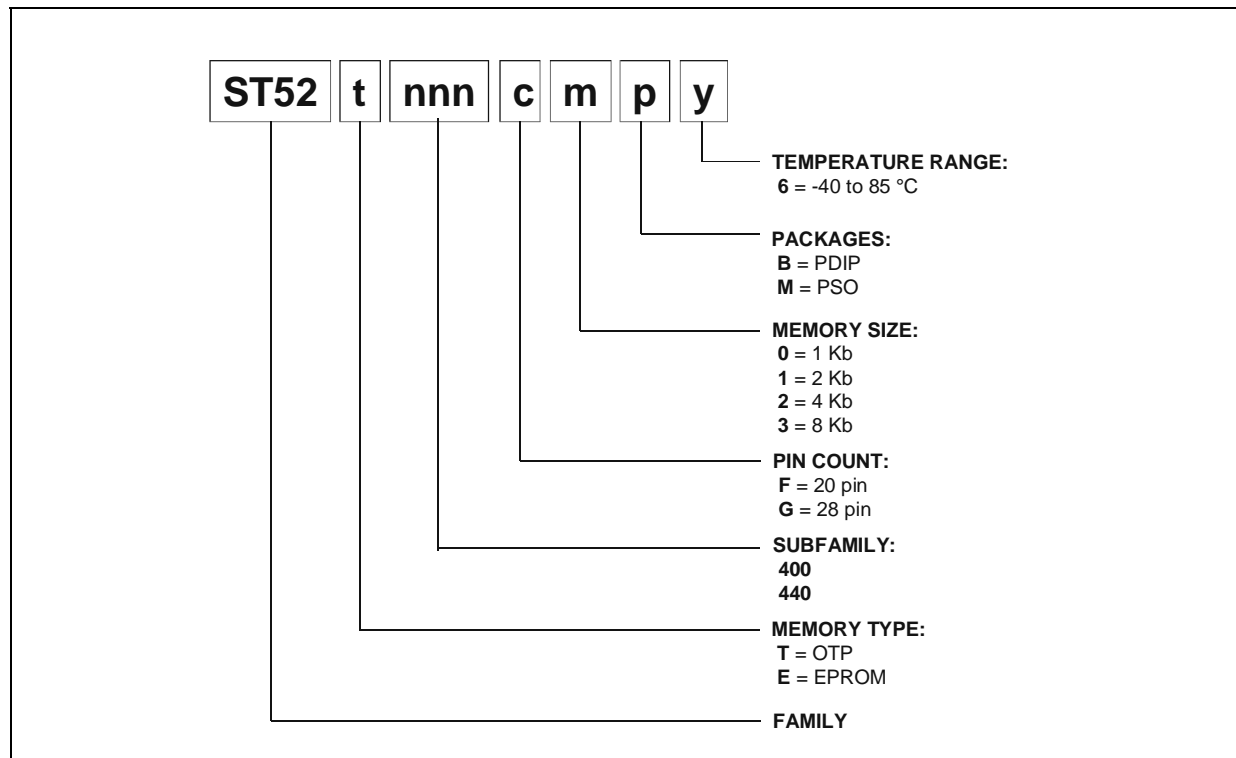 ST52 t nnn c m p y
TEMPERATURE RANGE:
6 = -40 to 85 °C
PACKAGES:
B = PDIP
M = PSO
MEMORY SIZE:
0 = 1 Kb
1 = 2 Kb
2 = 4 Kb
3 = 8 Kb
PIN COUNT:
F = 20 pin
G = 28 pin
SUBFAMILY:
400
440
MEMORY TYPE:
T = OTP
E = EPROM
FAMILY